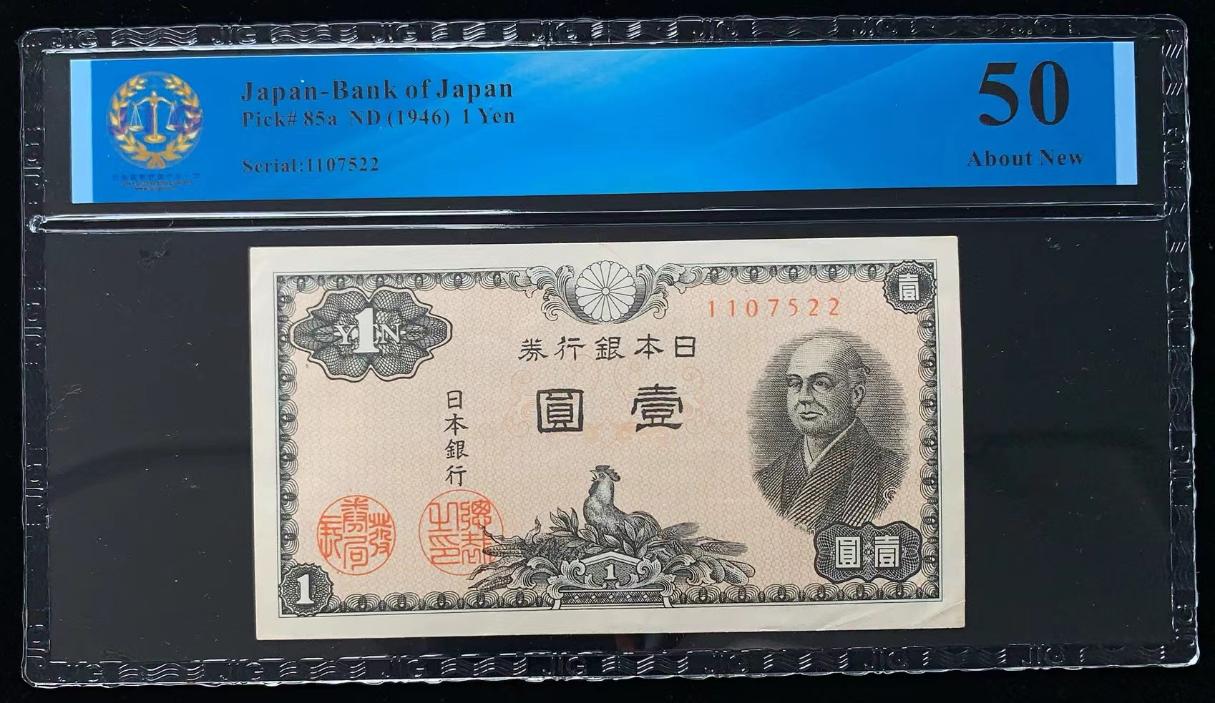 Japan-Bank of Japan
Pick# 85a ND (1946) 1 Yen
Serial:1107522
50
About New
壹
1107522
YEN
1
券行銀本日
圓壹
日本銀行
圓壹
1
1